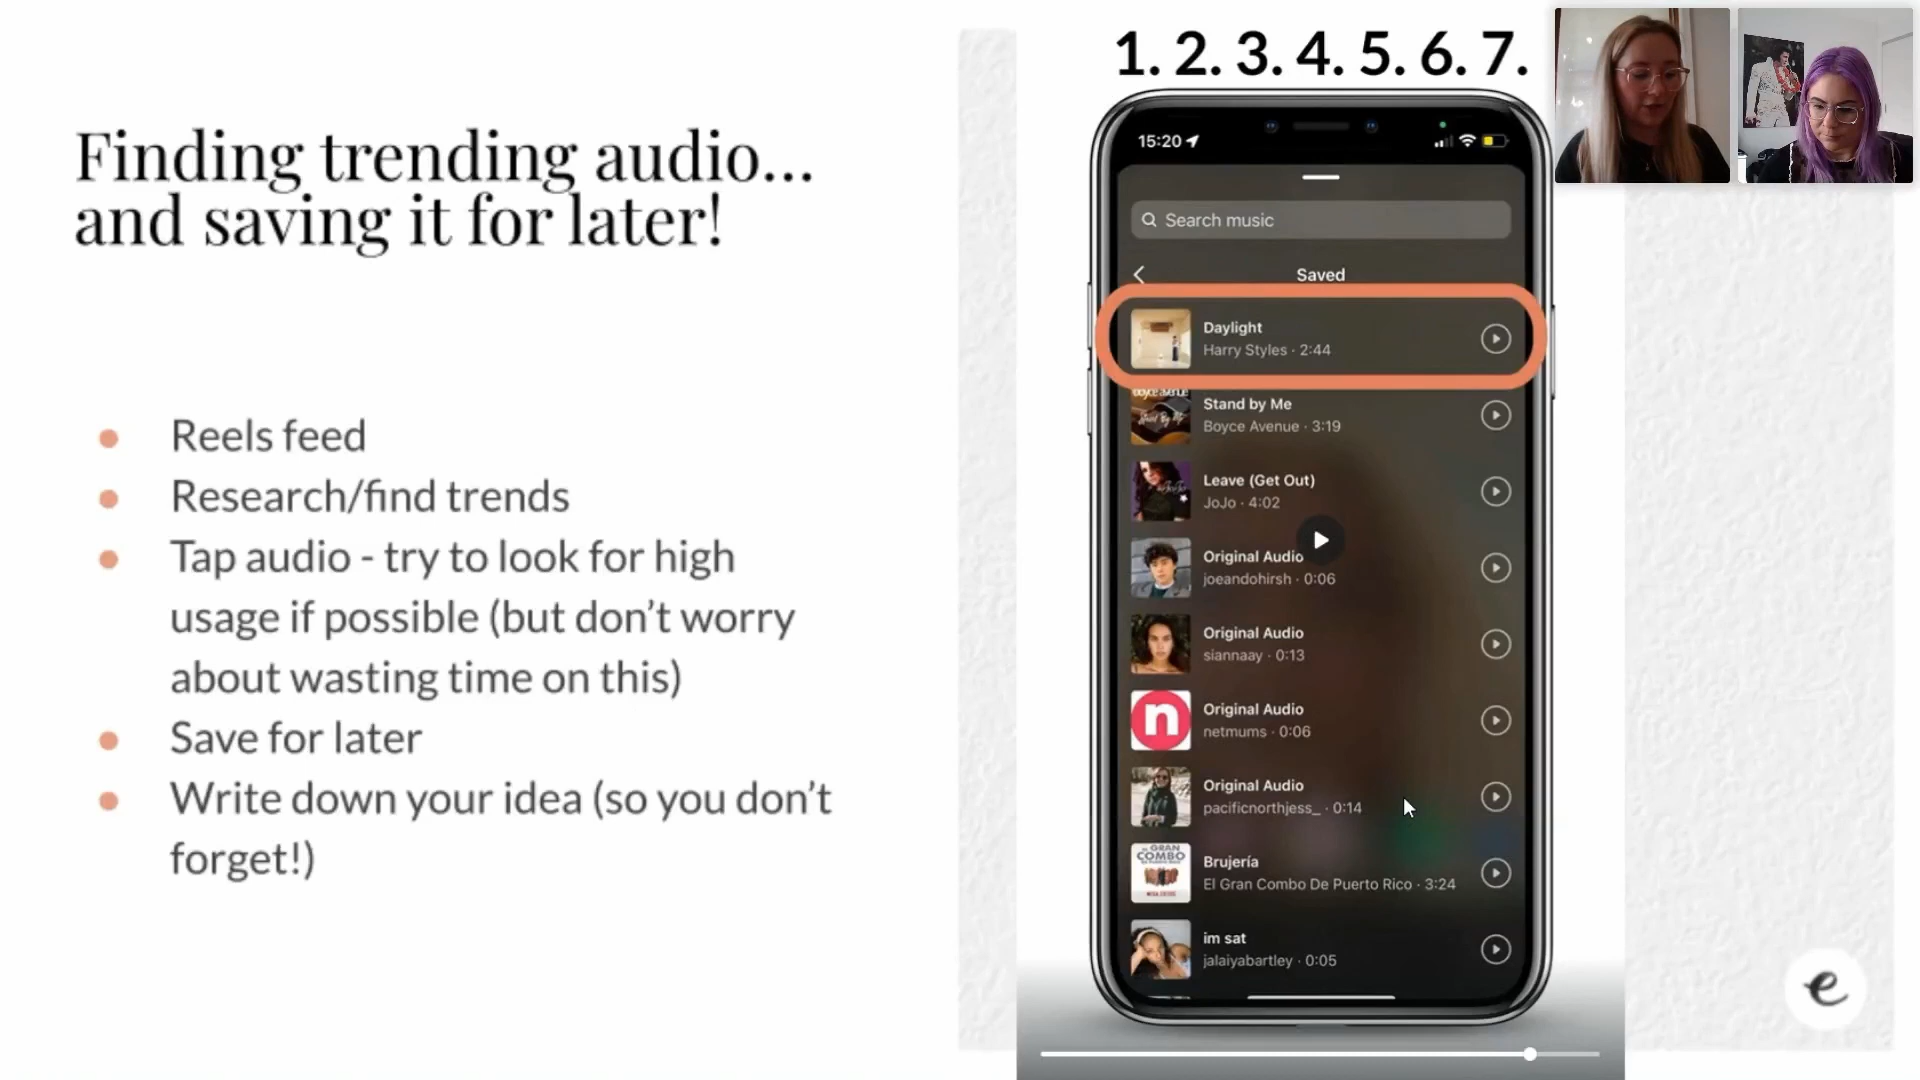 Finding trending audio...
and saving it for later!
Reels feed
Research/find trends
Tap audio - try to look for high
usage if possible (but don't worry
about wasting time on this)
Save for later
Write down your idea (so you don't
forget!)
1. 2. 3. 4. 5. 6. 7.
15:20
Search music
Saved
Daylight
Harry Styles · 2:44
Stand by Me
Boyce Avenue · 3:19
Leave (Get Out)
JoJo · 4:02
Original Audio
joeandohirsh · 0:06
Original Audio
siannaay · 0:13
n
Original Audio
netmums · 0:06
Original Audio
pacificnorthjess_ · 0:14
GRAN
COMBO
Brujería
El Gran Combo De Puerto Rico · 3:24
im sat
jalaiyabartley · 0:05
e